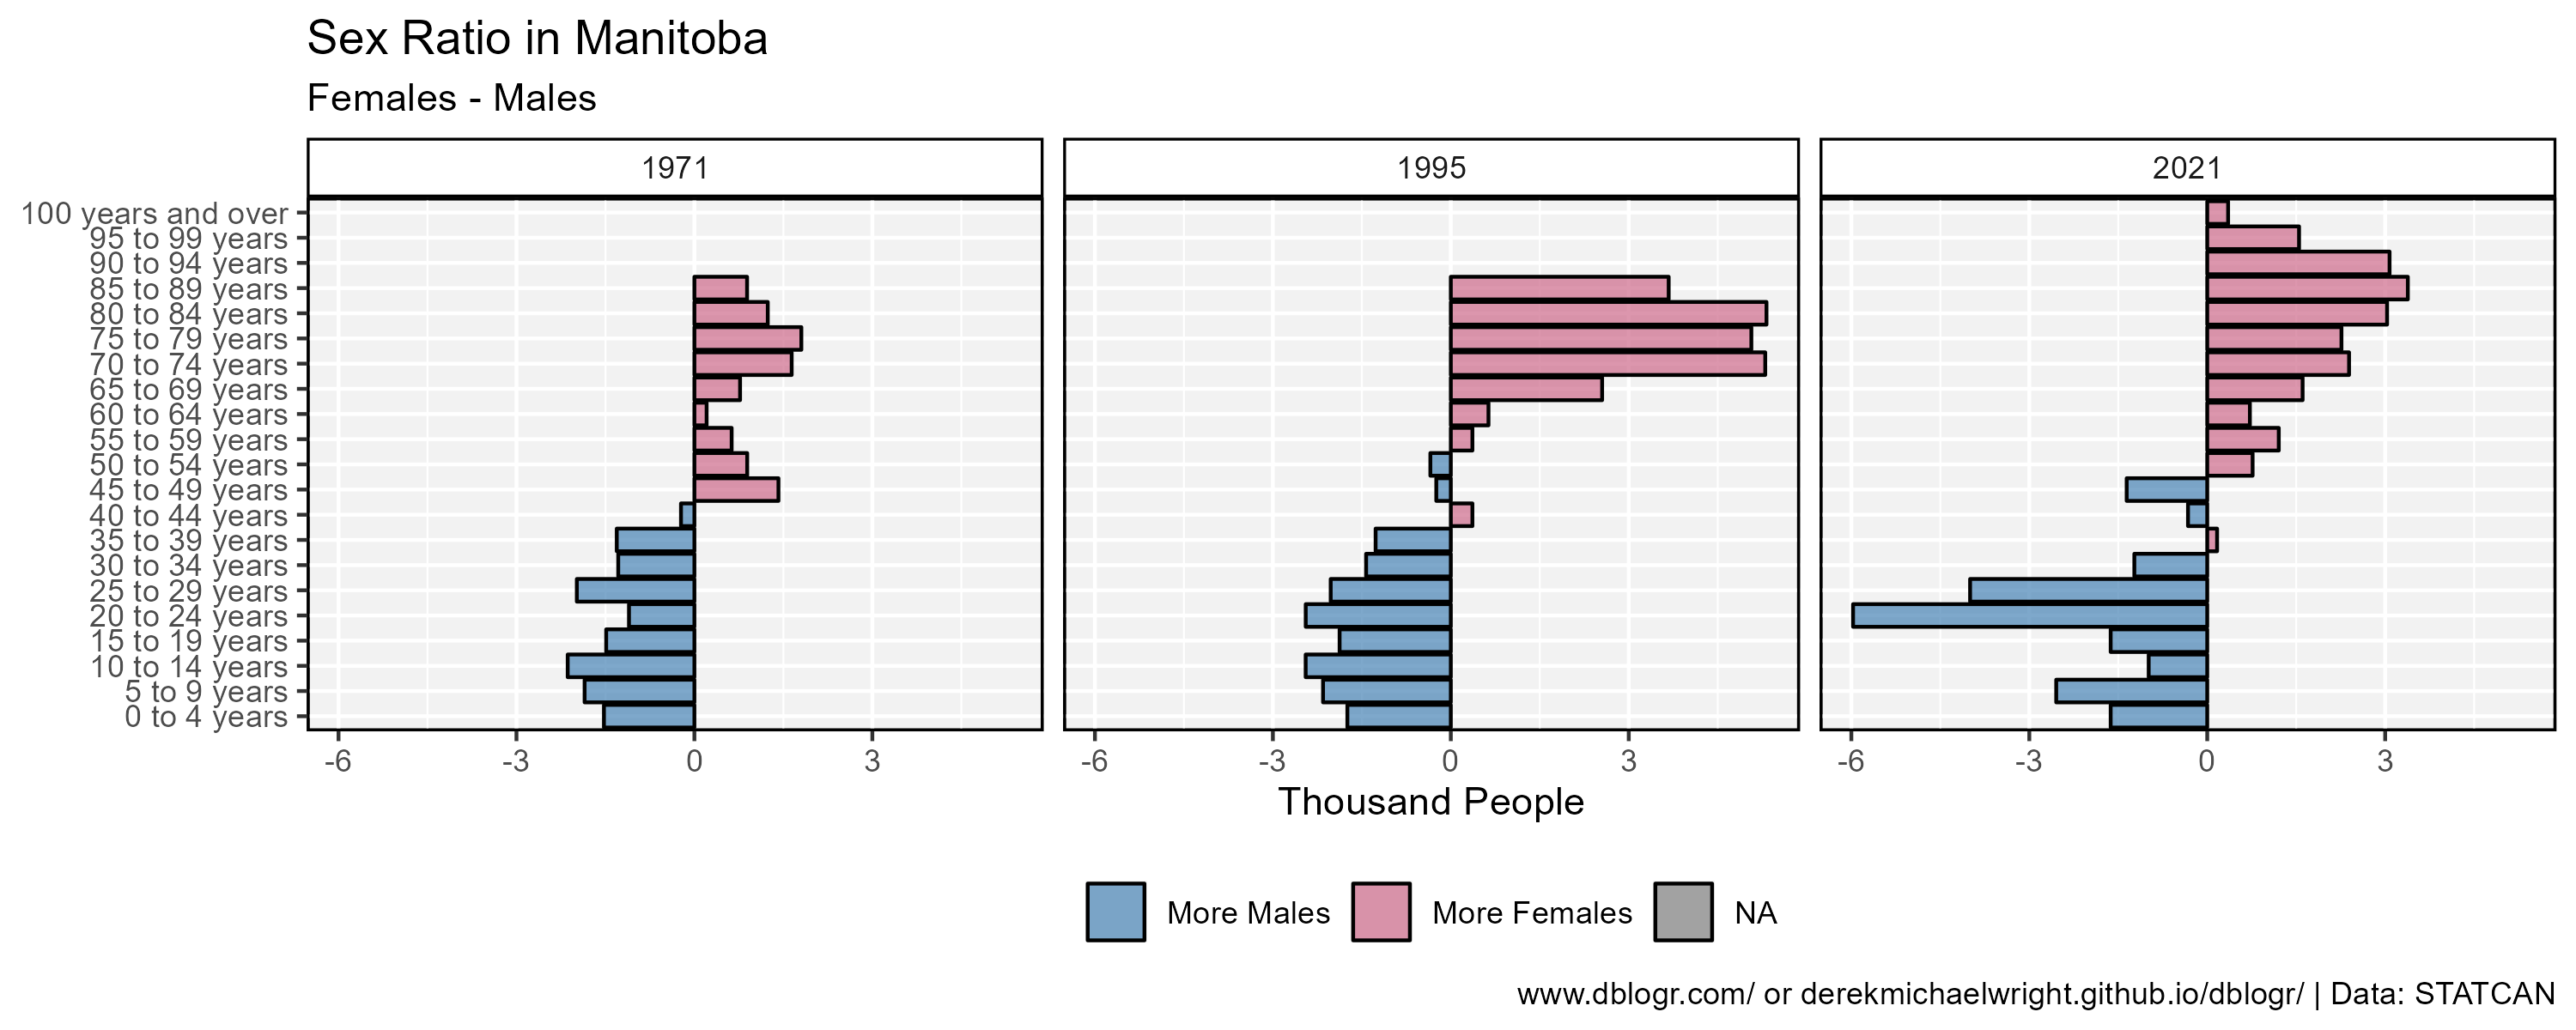 Sex Ratio in Manitoba
Females - Males
1971
1995
2021
100 years and over
95 to 99 years
90 to 94 years
85 to 89 years
80 to 84 years
75 to 79 years
70 to 74 years
65 to 69 years
60 to 64 years
55 to 59 years
50 to 54 years
45 to 49 years
40 to 44 years
35 to 39 years
30 to 34 years
25 to 29 years
20 to 24 years
15 to 19 years
10 to 14 years
5 to 9 years
0 to 4 years
-6 -3 0 3
-6 -3 0 3
-6 -3 0 3
Thousand People
More Males
More Females
NA
www.dblogr.com/ or derekmichaelwright.github.io/dblogr/ | Data: STATCAN